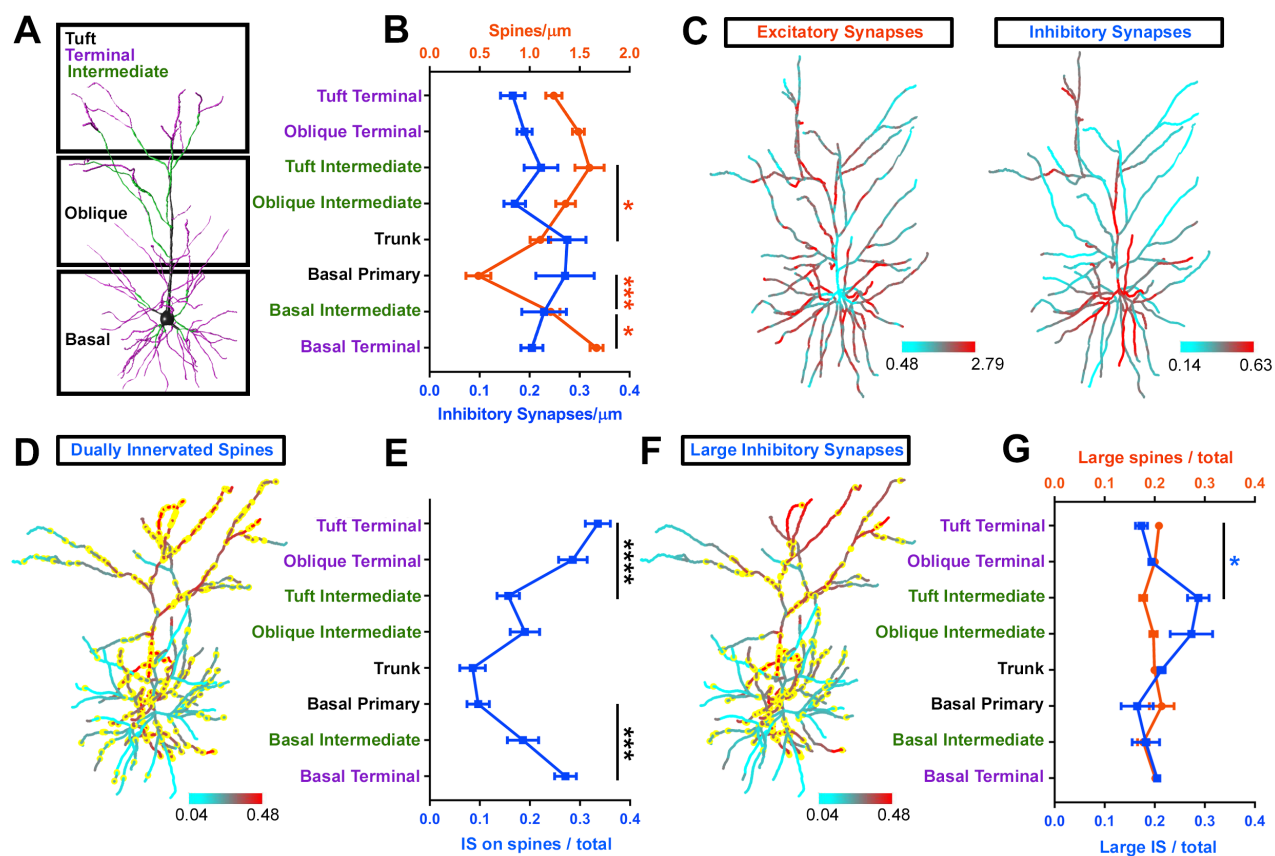 A
Tuft
Terminal
Intermediate
Oblique
Basal
B
Spines/μm
0.0 0.5 1.0 1.5 2.0
Tuft Terminal
Oblique Terminal
Tuft Intermediate
Oblique Intermediate
Trunk
Basal Primary
Basal Intermediate
Basal Terminal
*
***
*
0.0 0.1 0.2 0.3 0.4
Inhibitory Synapses/μm
C
Excitatory Synapses
Inhibitory Synapses
0.48 2.79
0.14 0.63
D
Dually Innervated Spines
0.04 0.48
E
Tuft Terminal
Oblique Terminal
Tuft Intermediate
Oblique Intermediate
Trunk
Basal Primary
Basal Intermediate
Basal Terminal
****
***
0.0 0.1 0.2 0.3 0.4
IS on spines / total
F
Large Inhibitory Synapses
0.04 0.48
G
Large spines / total
0.0 0.1 0.2 0.3 0.4
Tuft Terminal
Oblique Terminal
Tuft Intermediate
Oblique Intermediate
Trunk
Basal Primary
Basal Intermediate
Basal Terminal
*
0.0 0.1 0.2 0.3 0.4
Large IS / total